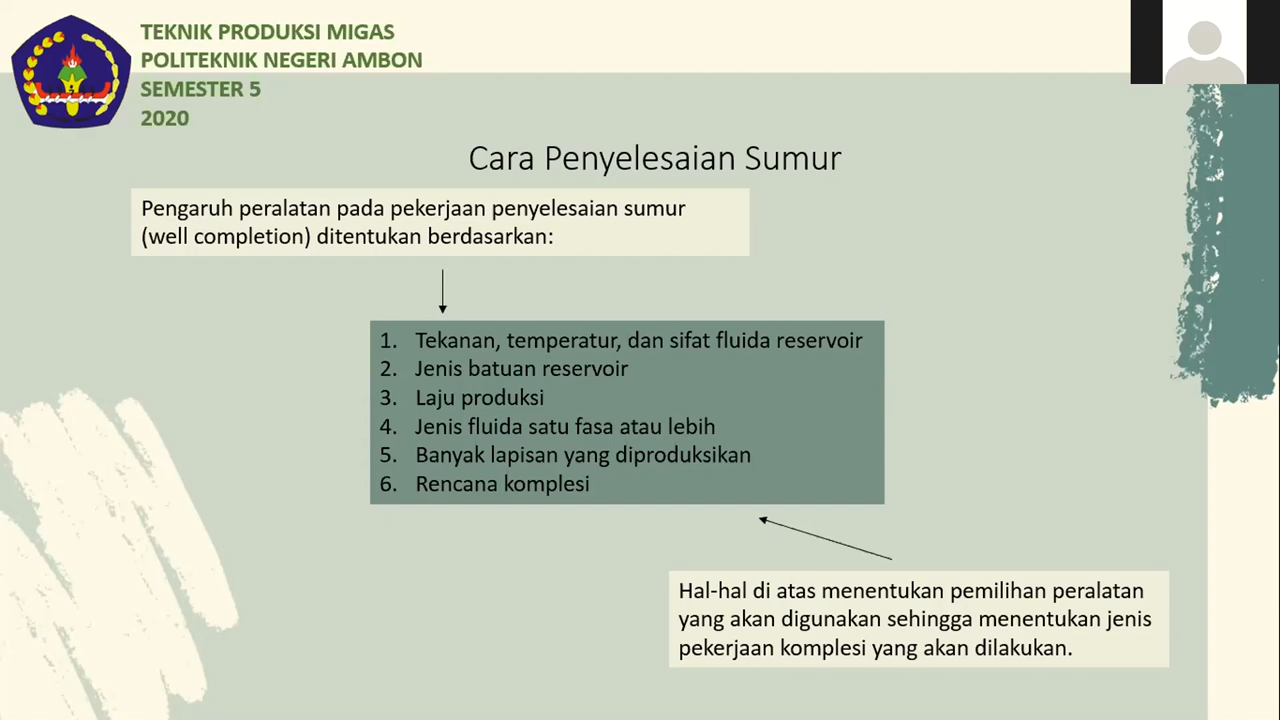 TEKNIK PRODUKSI MIGAS
POLITEKNIK NEGERI AMBON
SEMESTER 5
2020
Cara Penyelesaian Sumur
Pengaruh peralatan pada pekerjaan penyelesaian sumur
(well completion) ditentukan berdasarkan:
1. Tekanan, temperatur, dan sifat fluida reservoir
2. Jenis batuan reservoir
3. Laju produksi
4. Jenis fluida satu fasa atau lebih
5. Banyak lapisan yang diproduksikan
6. Rencana komplesi
Hal-hal di atas menentukan pemilihan peralatan
yang akan digunakan sehingga menentukan jenis
pekerjaan komplesi yang akan dilakukan.